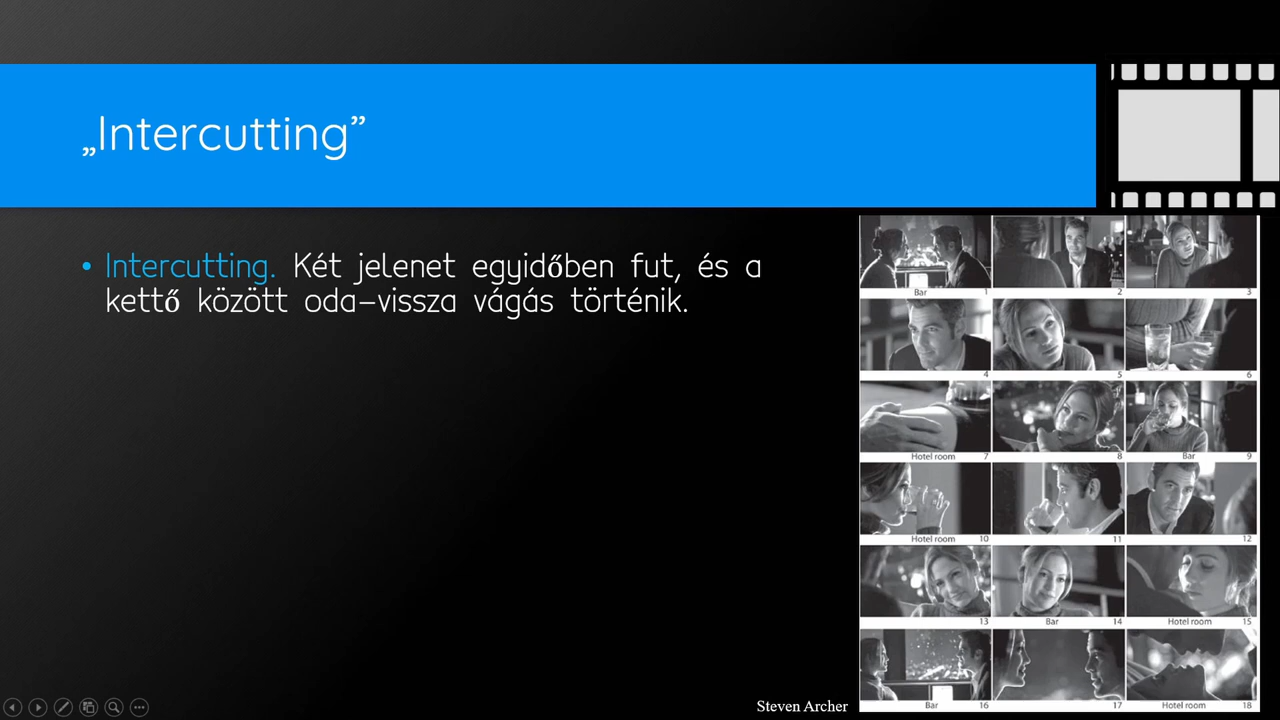 „Intercutting”
• Intercutting. Két jelenet egyidőben fut, és a
kettő között oda-vissza vágás történik.
Bar 1 2 3
4 5 6
Hotel room 7 8 Bar 9
Hotel room 10 11 12
13 Bar 14 Hotel room 15
Bar 16 17 Hotel room 18
Steven Archer